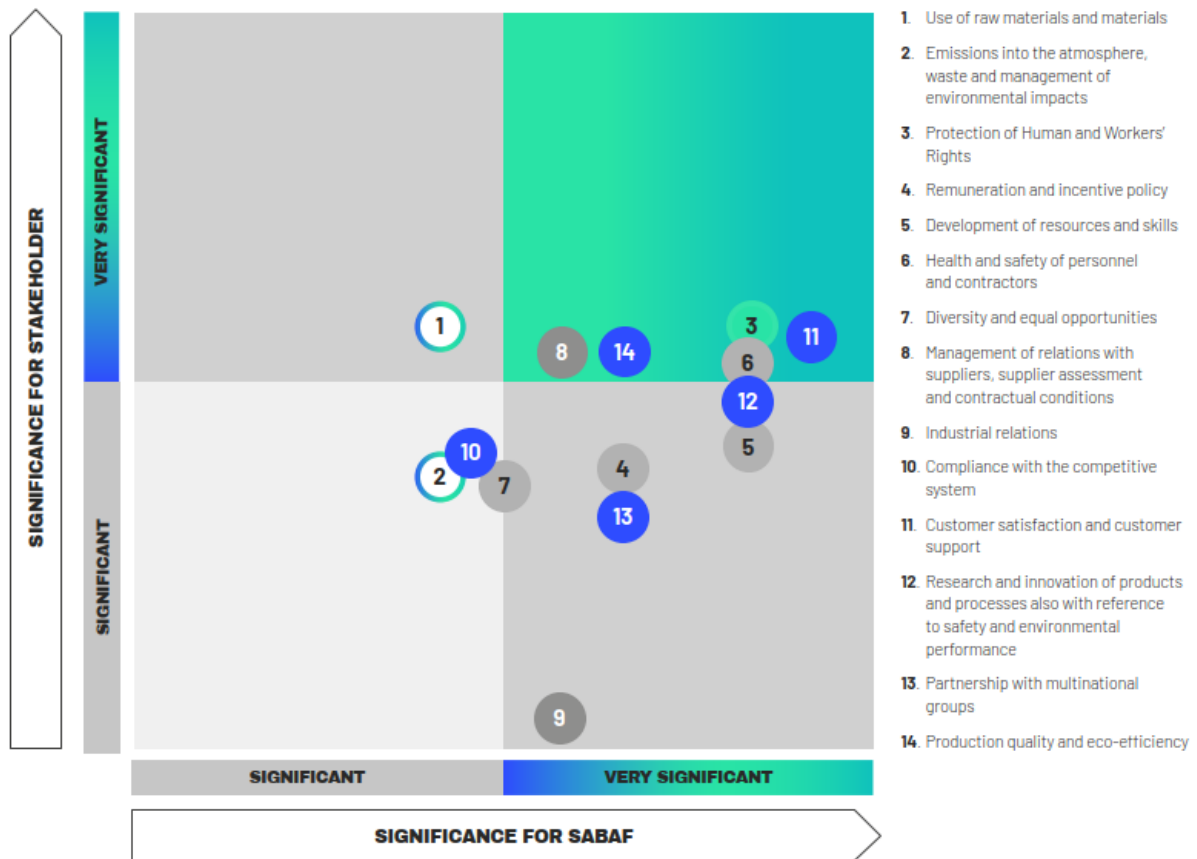 SIGNIFICANCE FOR STAKEHOLDER
VERY SIGNIFICANT
SIGNIFICANT
1
3
11
8
14
6
12
10
5
2
4
7
13
9
SIGNIFICANT
VERY SIGNIFICANT
SIGNIFICANCE FOR SABAF
1. Use of raw materials and materials
2. Emissions into the atmosphere,
waste and management of
environmental impacts
3. Protection of Human and Workers'
Rights
4. Remuneration and incentive policy
5. Development of resources and skills
6. Health and safety of personnel
and contractors
7. Diversity and equal opportunities
8. Management of relations with
suppliers, supplier assessment
and contractual conditions
9. Industrial relations
10. Compliance with the competitive
system
11. Customer satisfaction and customer
support
12. Research and innovation of products
and processes also with reference
to safety and environmental
performance
13. Partnership with multinational
groups
14. Production quality and eco-efficiency